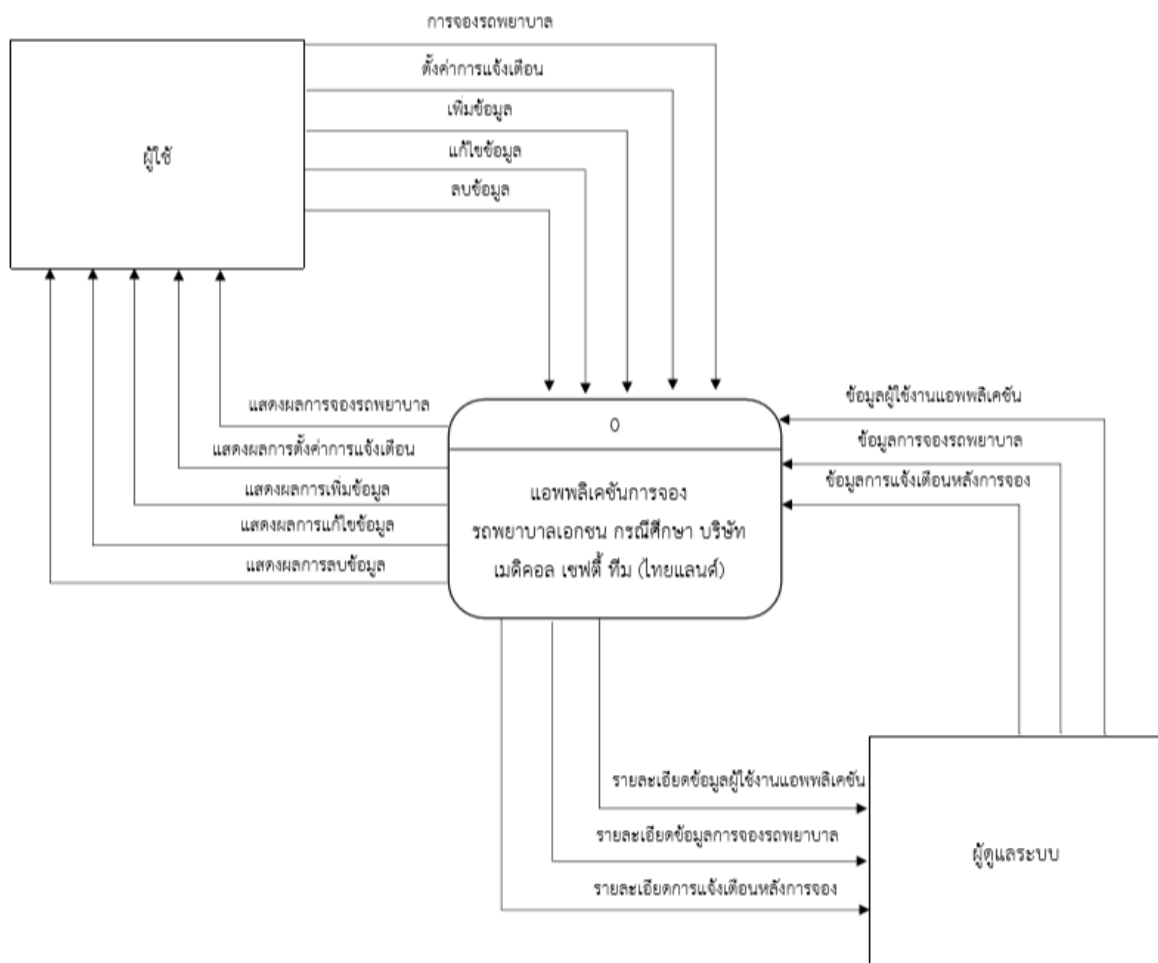 การจองรถพยาบาล
ตั้งค่าการแจ้งเตือน
เพิ่มข้อมูล
แก้ไขข้อมูล
ลบข้อมูล
ผู้ใช้
แสดงผลการจองรถพยาบาล
แสดงผลการตั้งค่าการแจ้งเตือน
แสดงผลการเพิ่มข้อมูล
แสดงผลการแก้ไขข้อมูล
แสดงผลการลบข้อมูล
0
แอพพลิเคชันการจอง
รถพยาบาลเอกชน กรณีศึกษา บริษัท
เมดิคอล เซฟตี้ ทีม (ไทยแลนด์)
ข้อมูลผู้ใช้งานแอพพลิเคชัน
ข้อมูลการจองรถพยาบาล
ข้อมูลการแจ้งเตือนหลังการจอง
รายละเอียดข้อมูลผู้ใช้งานแอพพลิเคชัน
รายละเอียดข้อมูลการจองรถพยาบาล
รายละเอียดการแจ้งเตือนหลังการจอง
ผู้ดูแลระบบ